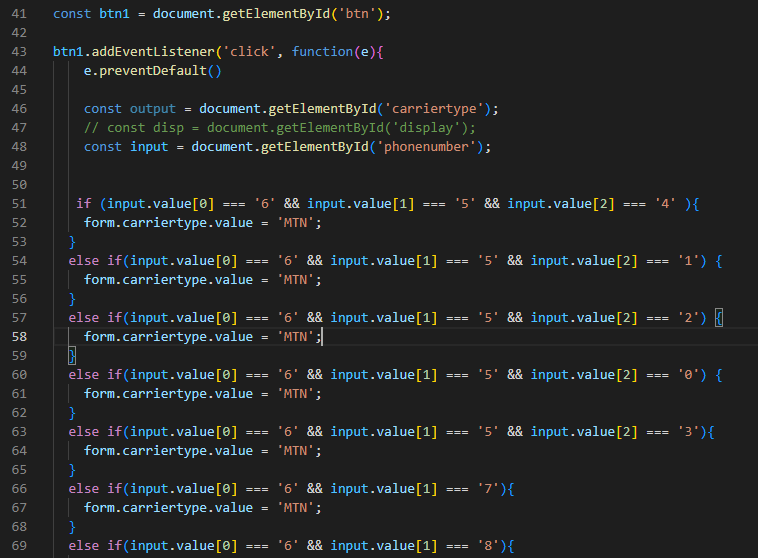 41 const btn1 = document.getElementById('btn');
42
43 btn1.addEventListener('click', function(e){
44     e.preventDefault()
45
46     const output = document.getElementById('carriertype');
47     // const disp = document.getElementById('display');
48     const input = document.getElementById('phonenumber');
49
50
51    if (input.value[0] === '6' && input.value[1] === '5' && input.value[2] === '4' ){
52     form.carriertype.value = 'MTN';
53   }
54   else if(input.value[0] === '6' && input.value[1] === '5' && input.value[2] === '1') {
55     form.carriertype.value = 'MTN';
56   }
57   else if(input.value[0] === '6' && input.value[1] === '5' && input.value[2] === '2') {
58     form.carriertype.value = 'MTN';
59   }
60   else if(input.value[0] === '6' && input.value[1] === '5' && input.value[2] === '0') {
61     form.carriertype.value = 'MTN';
62   }
63   else if(input.value[0] === '6' && input.value[1] === '5' && input.value[2] === '3'){
64     form.carriertype.value = 'MTN';
65   }
66   else if(input.value[0] === '6' && input.value[1] === '7'){
67     form.carriertype.value = 'MTN';
68   }
69   else if(input.value[0] === '6' && input.value[1] === '8'){